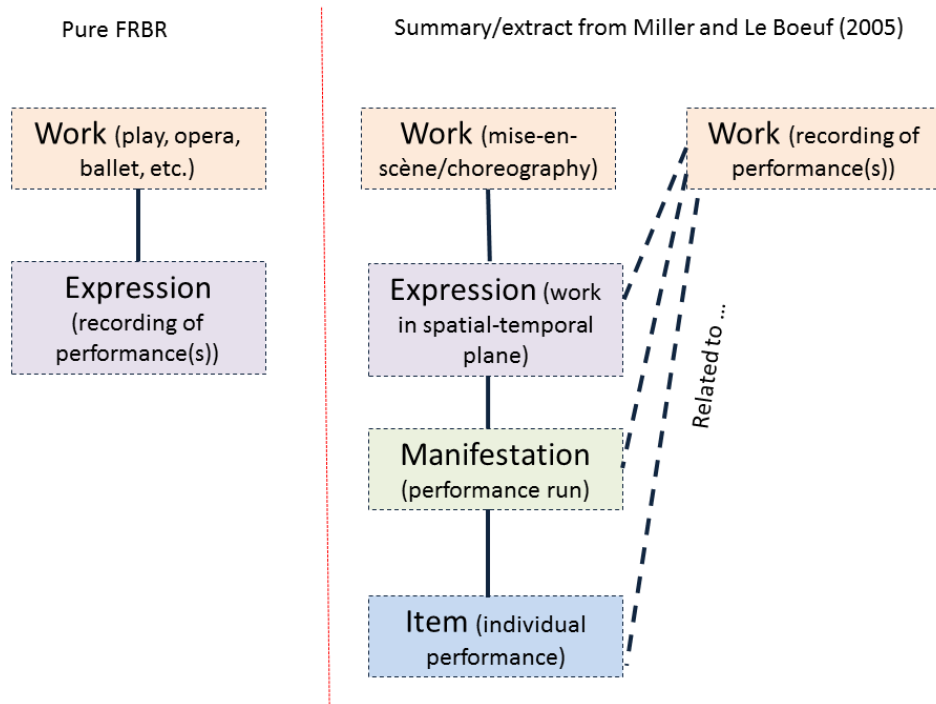 Pure FRBR
Work (play, opera,
ballet, etc.)
Expression
(recording of
performance(s))
Summary/extract from Miller and Le Boeuf (2005)
Work (mise-en-
scène/choreography)
Expression (work
in spatial-temporal
plane)
Manifestation
(performance run)
Item (individual
performance)
Work (recording of
performance(s))
Related to ...